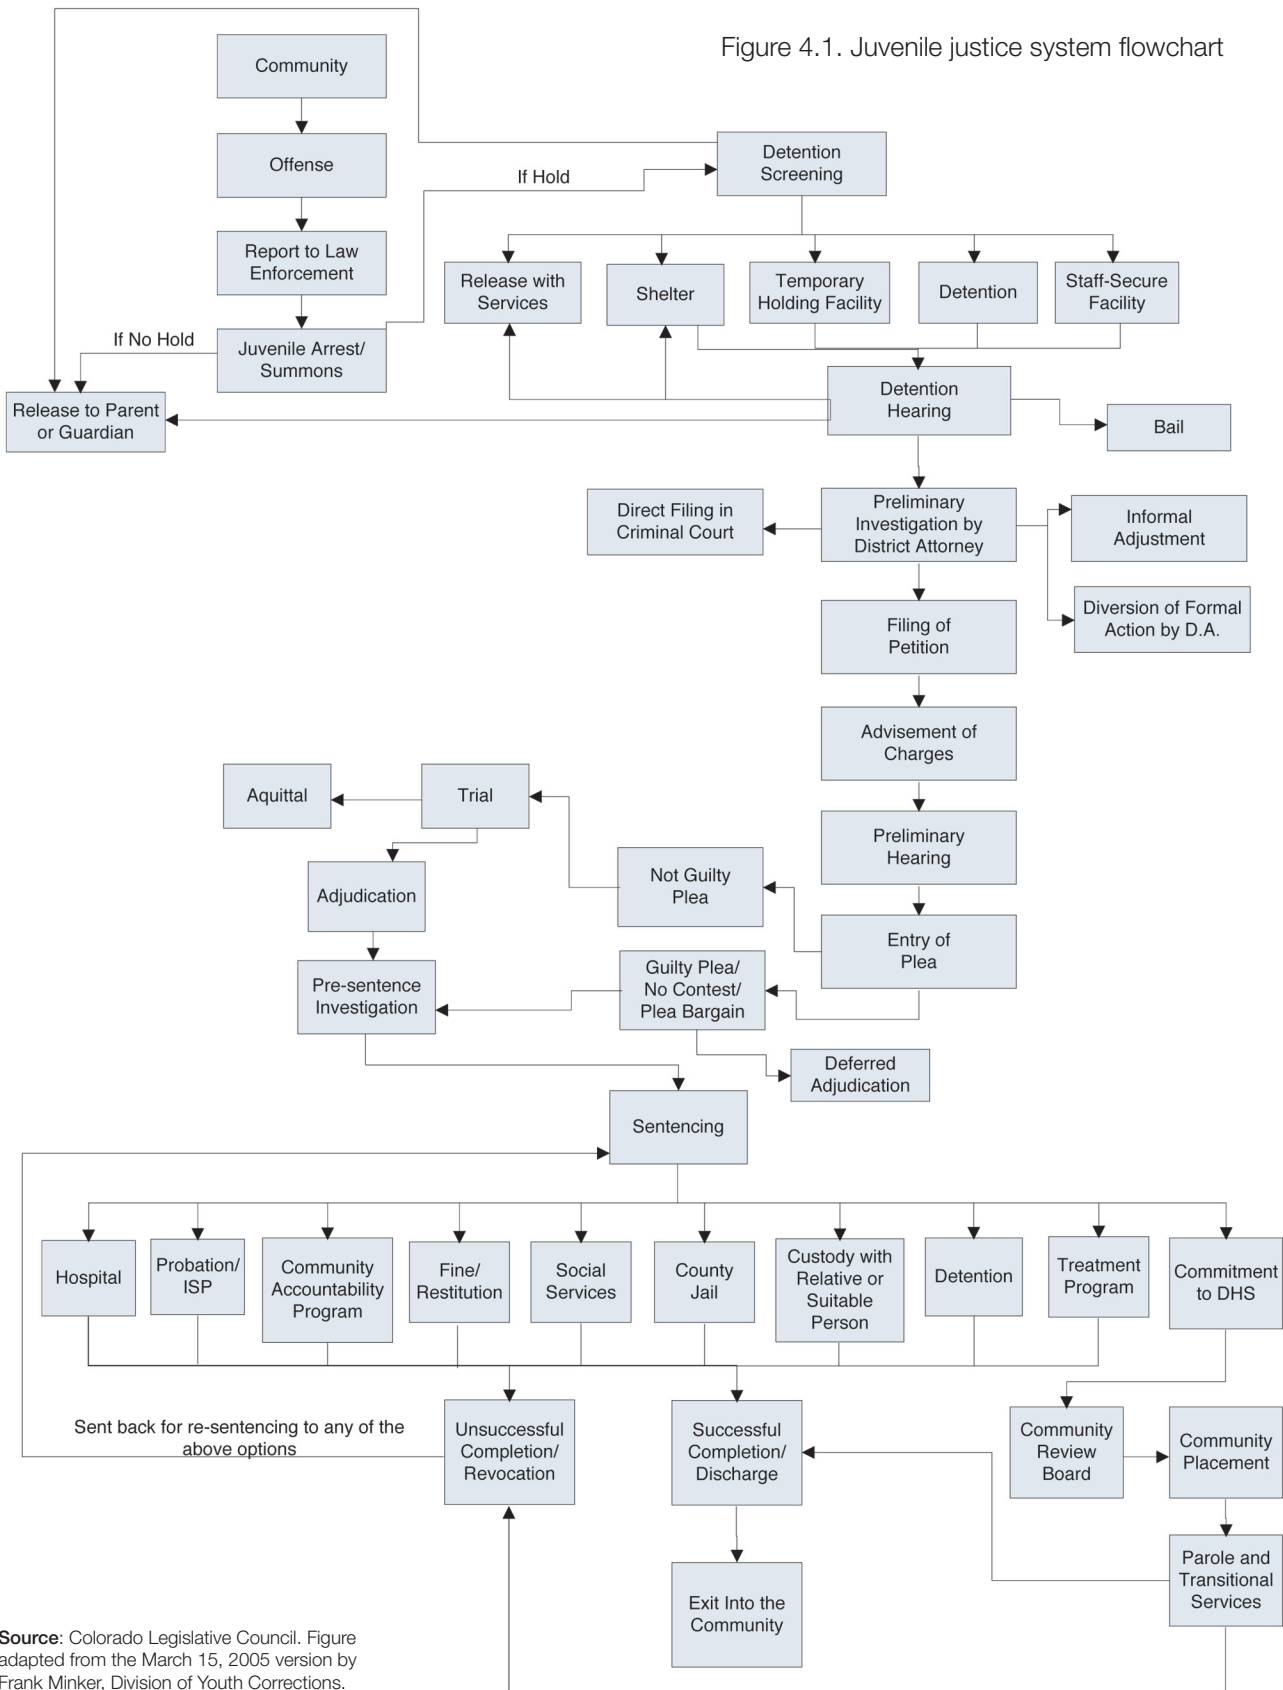 Figure 4.1. Juvenile justice system flowchart
Community
Offense
Report to Law
Enforcement
Juvenile Arrest/
Summons
If No Hold
If Hold
Release to Parent
or Guardian
Detention
Screening
Release with
Services
Shelter
Temporary
Holding Facility
Detention
Staff-Secure
Facility
Detention
Hearing
Bail
Direct Filing in
Criminal Court
Preliminary
Investigation by
District Attorney
Informal
Adjustment
Diversion of Formal
Action by D.A.
Filing of
Petition
Advisement of
Charges
Preliminary
Hearing
Entry of
Plea
Not Guilty
Plea
Trial
Aquittal
Adjudication
Pre-sentence
Investigation
Guilty Plea/
No Contest/
Plea Bargain
Deferred
Adjudication
Sentencing
Hospital
Probation/
ISP
Community
Accountability
Program
Fine/
Restitution
Social
Services
County
Jail
Custody with
Relative or
Suitable
Person
Detention
Treatment
Program
Commitment
to DHS
Sent back for re-sentencing to any of the
above options
Unsuccessful
Completion/
Revocation
Successful
Completion/
Discharge
Community
Review
Board
Community
Placement
Parole and
Transitional
Services
Exit Into the
Community
Source: Colorado Legislative Council. Figure
adapted from the March 15, 2005 version by
Frank Minker, Division of Youth Corrections.